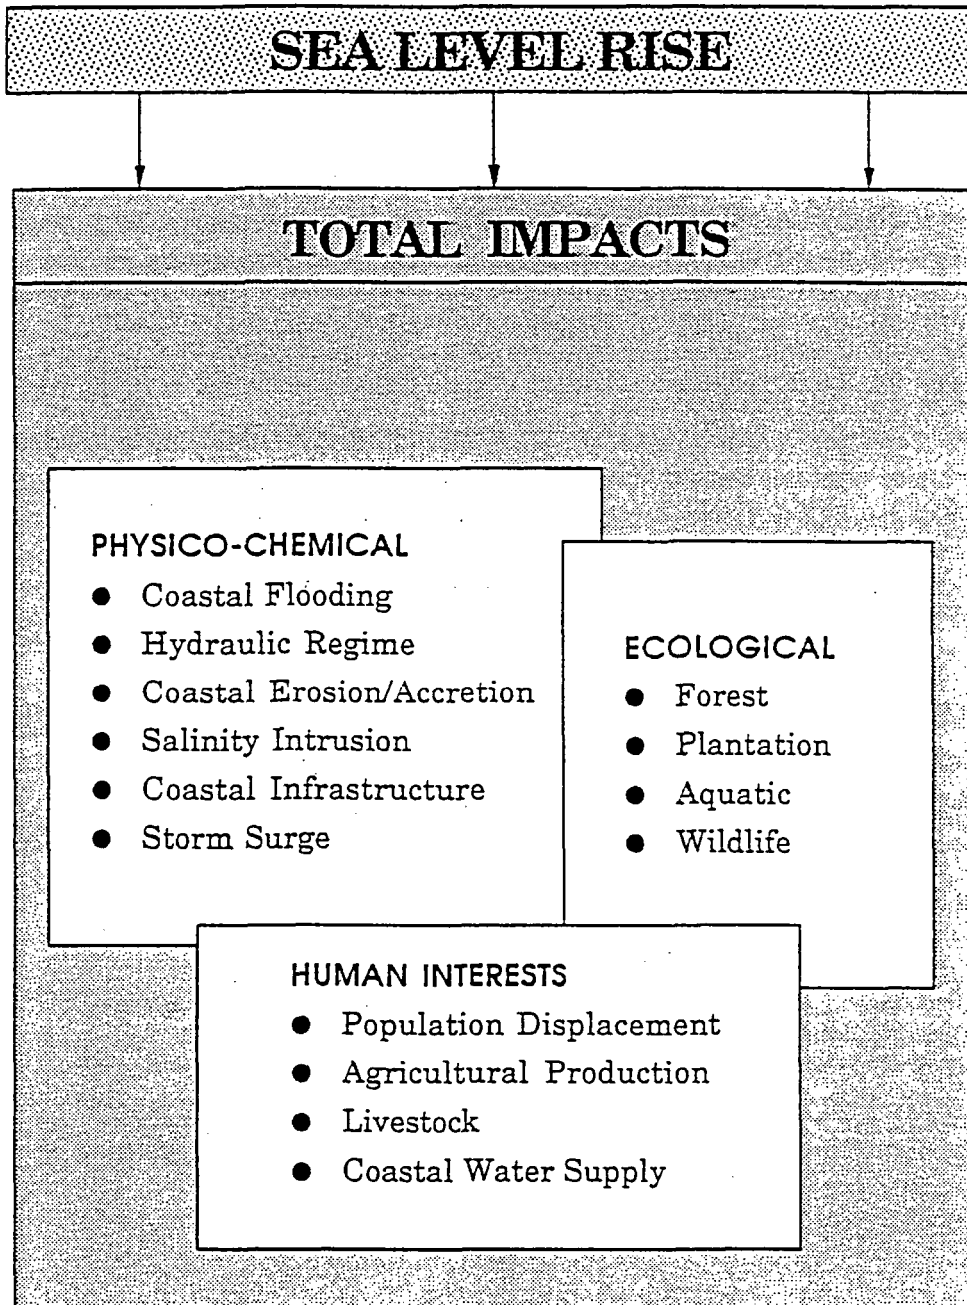 SEA LEVEL RISE
TOTAL IMPACTS
PHYSICO-CHEMICAL
● Coastal Flooding
● Hydraulic Regime
● Coastal Erosion/Accretion
● Salinity Intrusion
● Coastal Infrastructure
● Storm Surge
ECOLOGICAL
● Forest
● Plantation
● Aquatic
● Wildlife
HUMAN INTERESTS
● Population Displacement
● Agricultural Production
● Livestock
● Coastal Water Supply